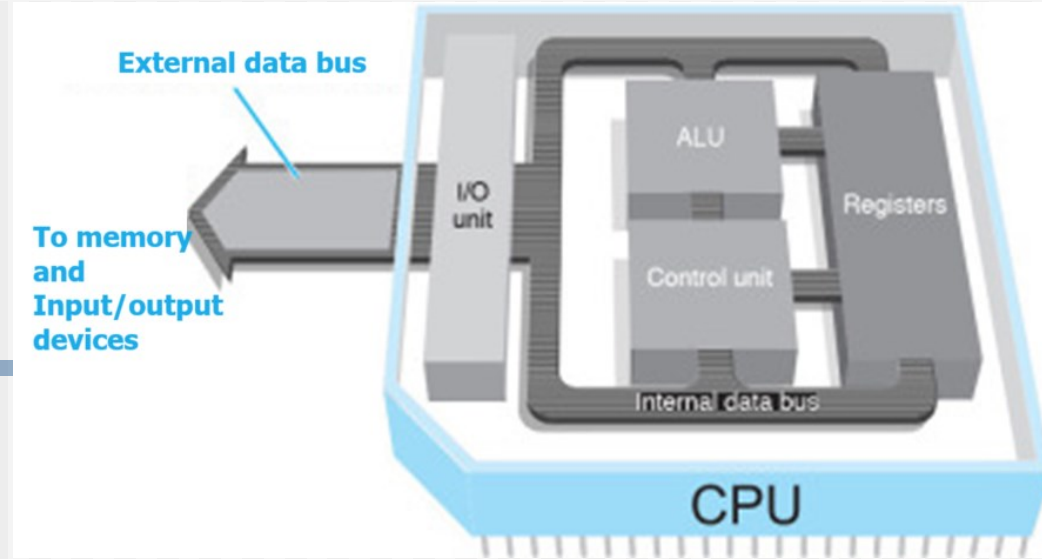 External data bus
To memory
and
Input/output
devices
I/O
unit
ALU
Registers
Control unit
Internal data bus
CPU